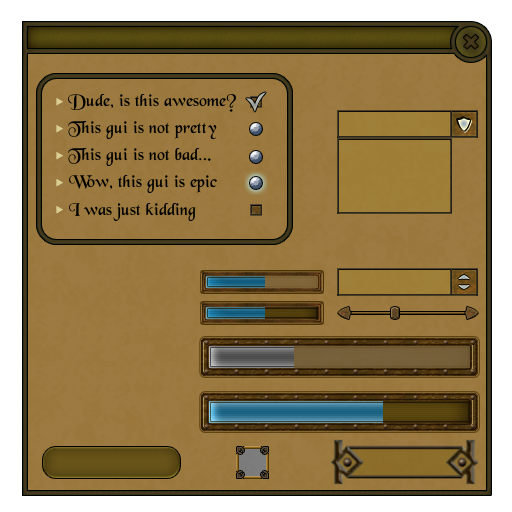 Dude, is this awesome?
This gui is not pretty
This gui is not bad...
Wow, this gui is epic
I was just kidding